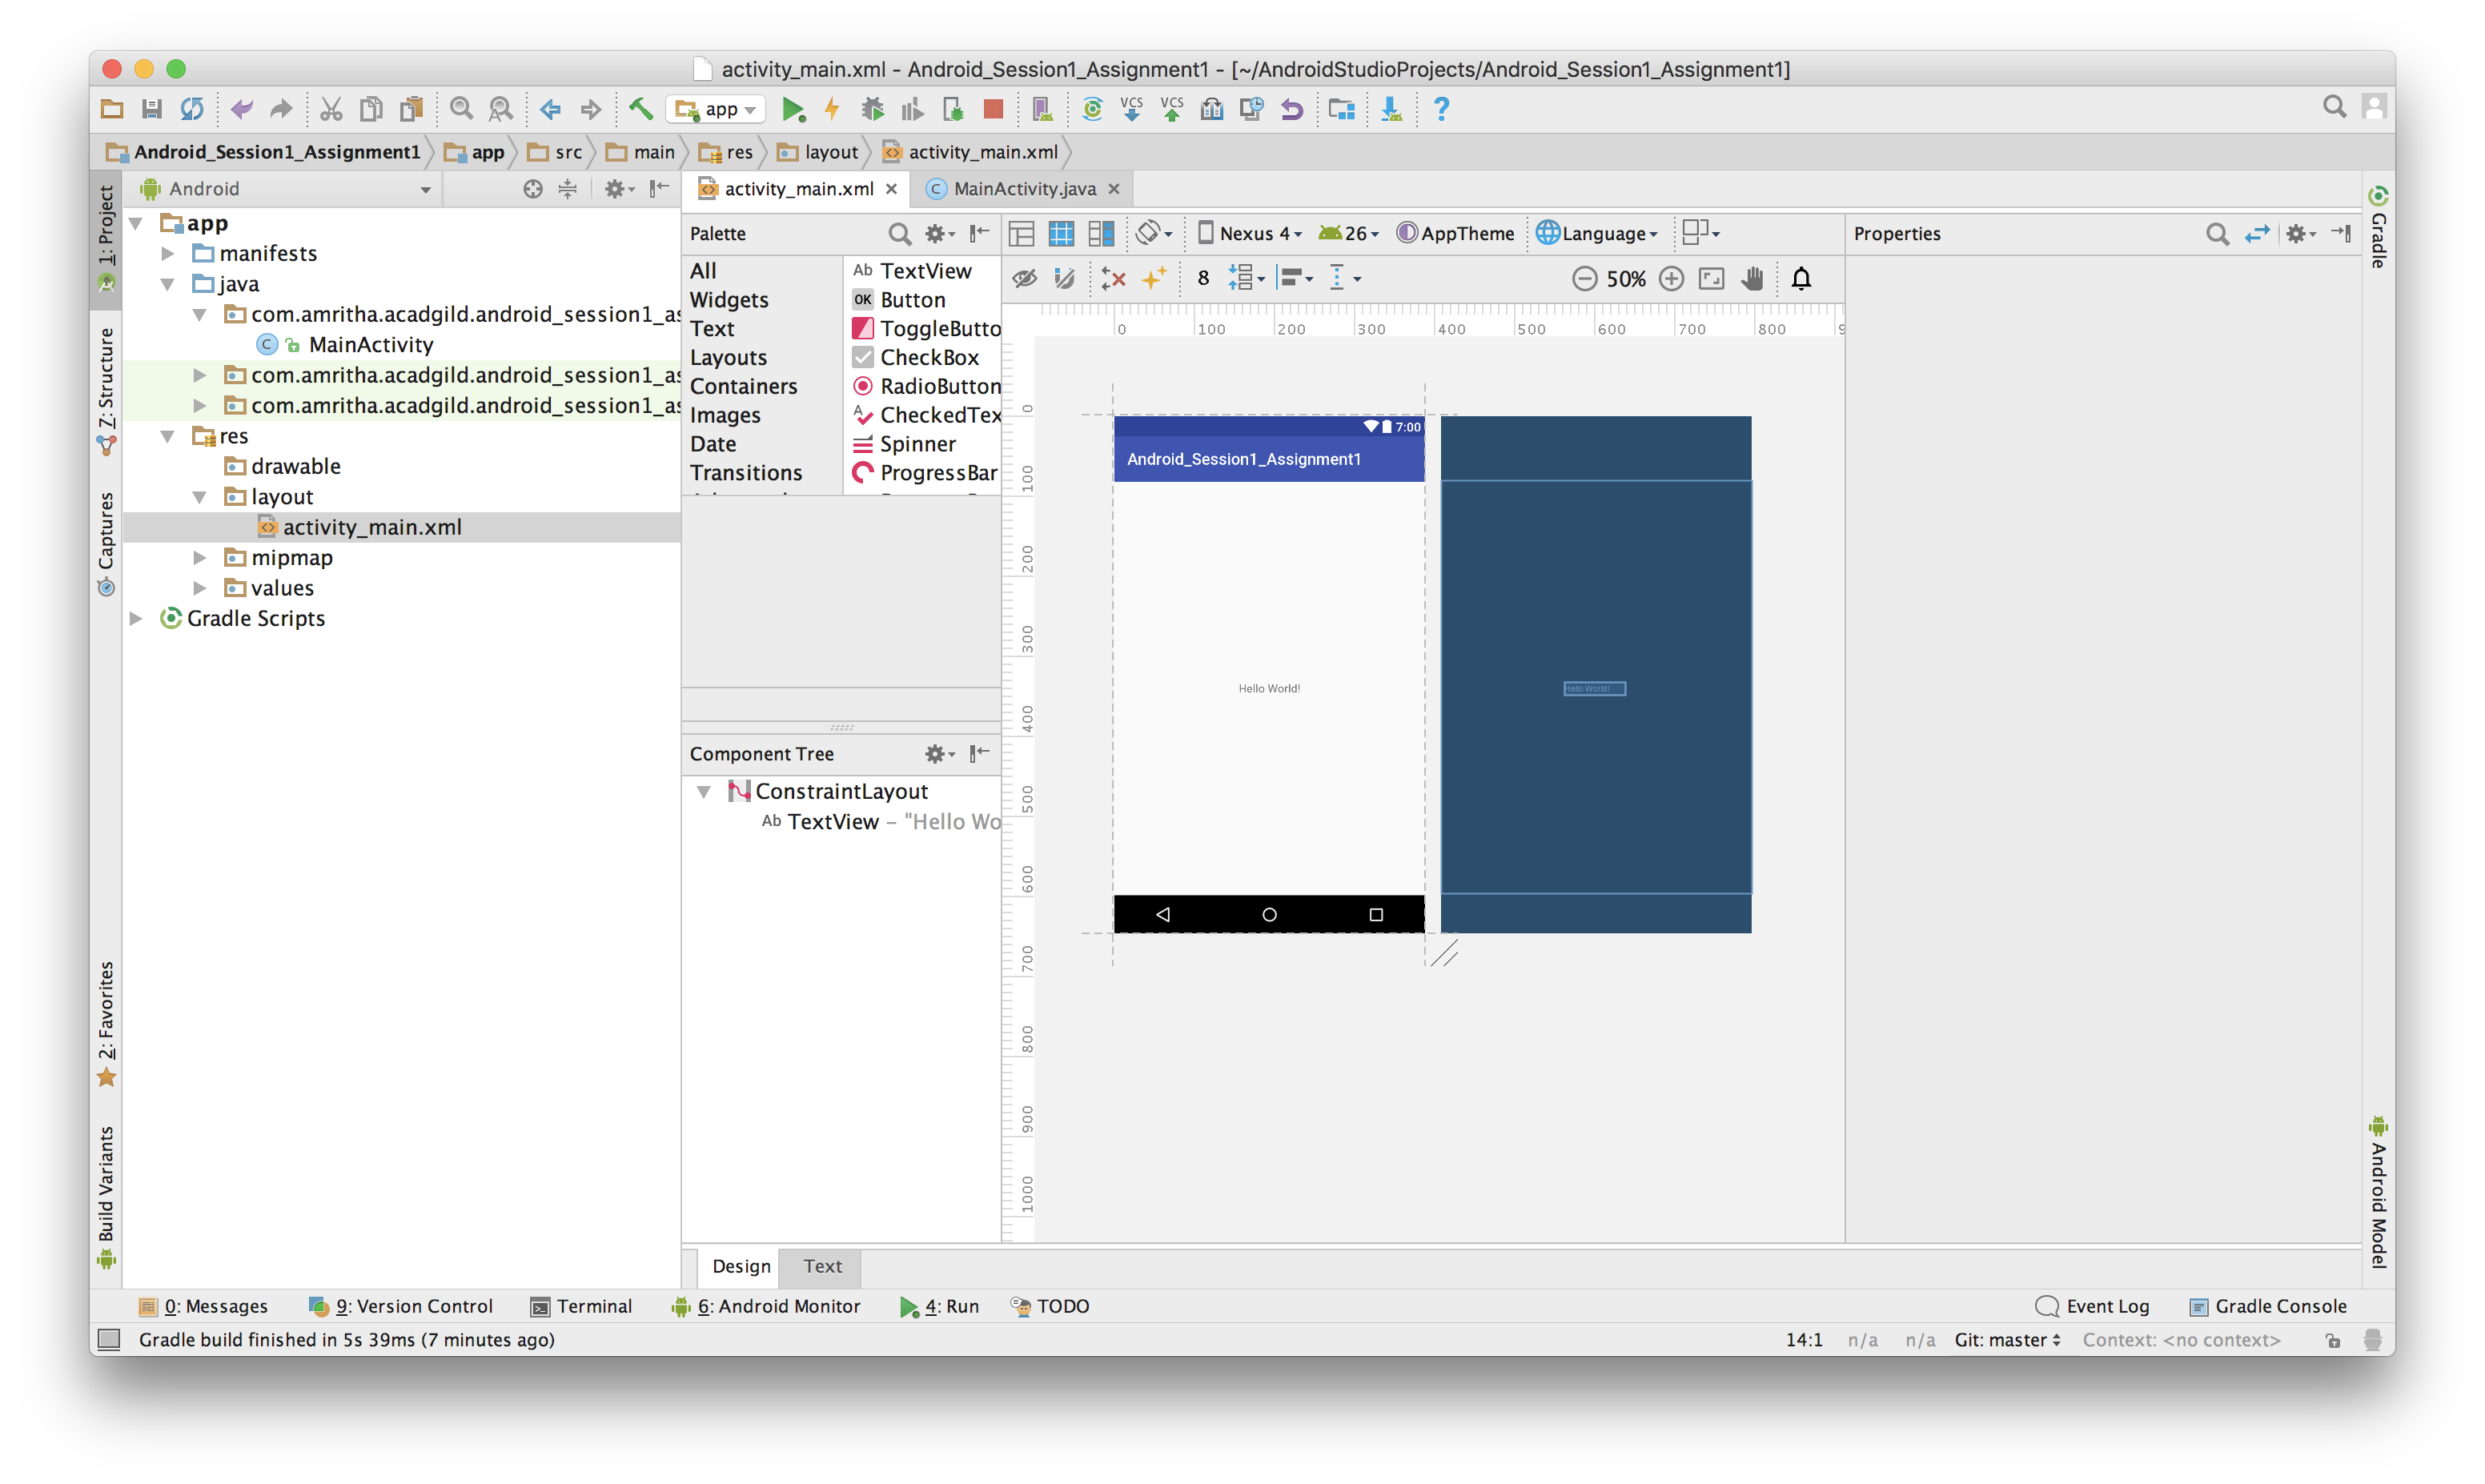 activity_main.xml - Android_Session1_Assignment1 - [~/AndroidStudioProjects/Android_Session1_Assignment1]
app
VCS VCS
?
Android_Session1_Assignment1 app src main res layout activity_main.xml
1: Project
7: Structure
Captures
2: Favorites
Build Variants
Android
app
manifests
java
com.amritha.acadgild.android_session1_as
MainActivity
com.amritha.acadgild.android_session1_as
com.amritha.acadgild.android_session1_as
res
drawable
layout
activity_main.xml
mipmap
values
Gradle Scripts
activity_main.xml MainActivity.java
Palette
All
Widgets
Text
Layouts
Containers
Images
Date
Transitions
Ab TextView
OK Button
ToggleButto
CheckBox
RadioButton
CheckedTex
Spinner
ProgressBar
Component Tree
ConstraintLayout
Ab TextView – "Hello Wo
Nexus 4 26 AppTheme Language
8 50%
0 100 200 300 400 500 600 700 800 9
0
100
200
300
400
500
600
700
800
900
1000
7:00
Android_Session1_Assignment1
Hello World!
Hello World!
Properties
Gradle
Android Model
Design Text
0: Messages 9: Version Control Terminal 6: Android Monitor 4: Run TODO Event Log Gradle Console
Gradle build finished in 5s 39ms (7 minutes ago) 14:1 n/a n/a Git: master Context: <no context>